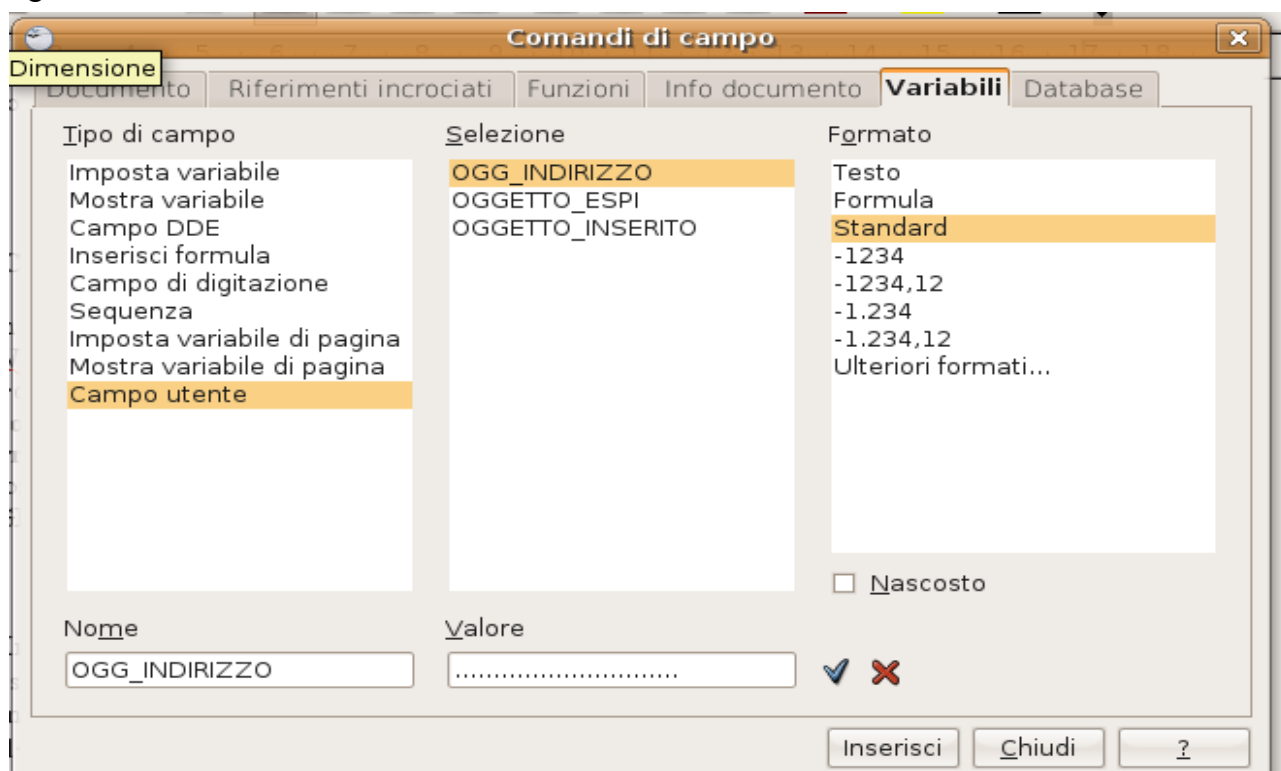 Comandi di campo
Dimensione
Documento Riferimenti incrociati Funzioni Info documento Variabili Database
Tipo di campo
Imposta variabile
Mostra variabile
Campo DDE
Inserisci formula
Campo di digitazione
Sequenza
Imposta variabile di pagina
Mostra variabile di pagina
Campo utente
Selezione
OGG_INDIRIZZO
OGGETTO_ESPI
OGGETTO_INSERITO
Formato
Testo
Formula
Standard
-1234
-1234,12
-1.234
-1.234,12
Ulteriori formati...
Nascosto
Nome
OGG_INDIRIZZO
Valore
.............................
Inserisci Chiudi ?